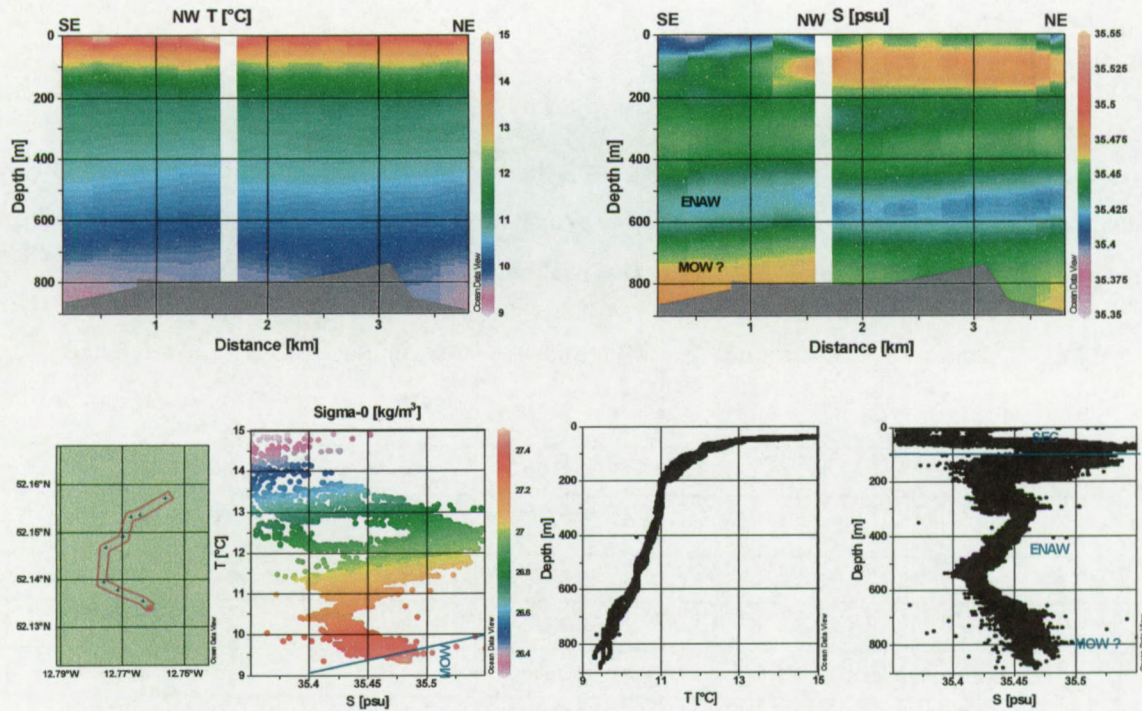 SE NW T [°C] NE
0
200
400
600
800
Depth [m]
1 2 3
Distance [km]
15
14
13
12
11
10
9
Ocean Data View
SE NW S [psu] NE
0
200
400
600
800
Depth [m]
ENAW
MOW ?
1 2 3
Distance [km]
35.55
35.525
35.5
35.475
35.45
35.425
35.4
35.375
35.35
Ocean Data View
52.16°N
52.15°N
52.14°N
52.13°N
12.79°W 12.77°W 12.75°W
Ocean Data View
Sigma-0 [kg/m³]
15
14
13
12
11
10
9
T [°C]
MOW
35.4 35.45 35.5
S [psu]
27.4
27.2
27
26.8
26.6
26.4
Ocean Data View
0
200
400
600
800
Depth [m]
9 11 13 15
T [°C]
Ocean Data View
0
200
400
600
800
Depth [m]
SEC
ENAW
MOW ?
35.4 35.45 35.5
S [psu]
Ocean Data View